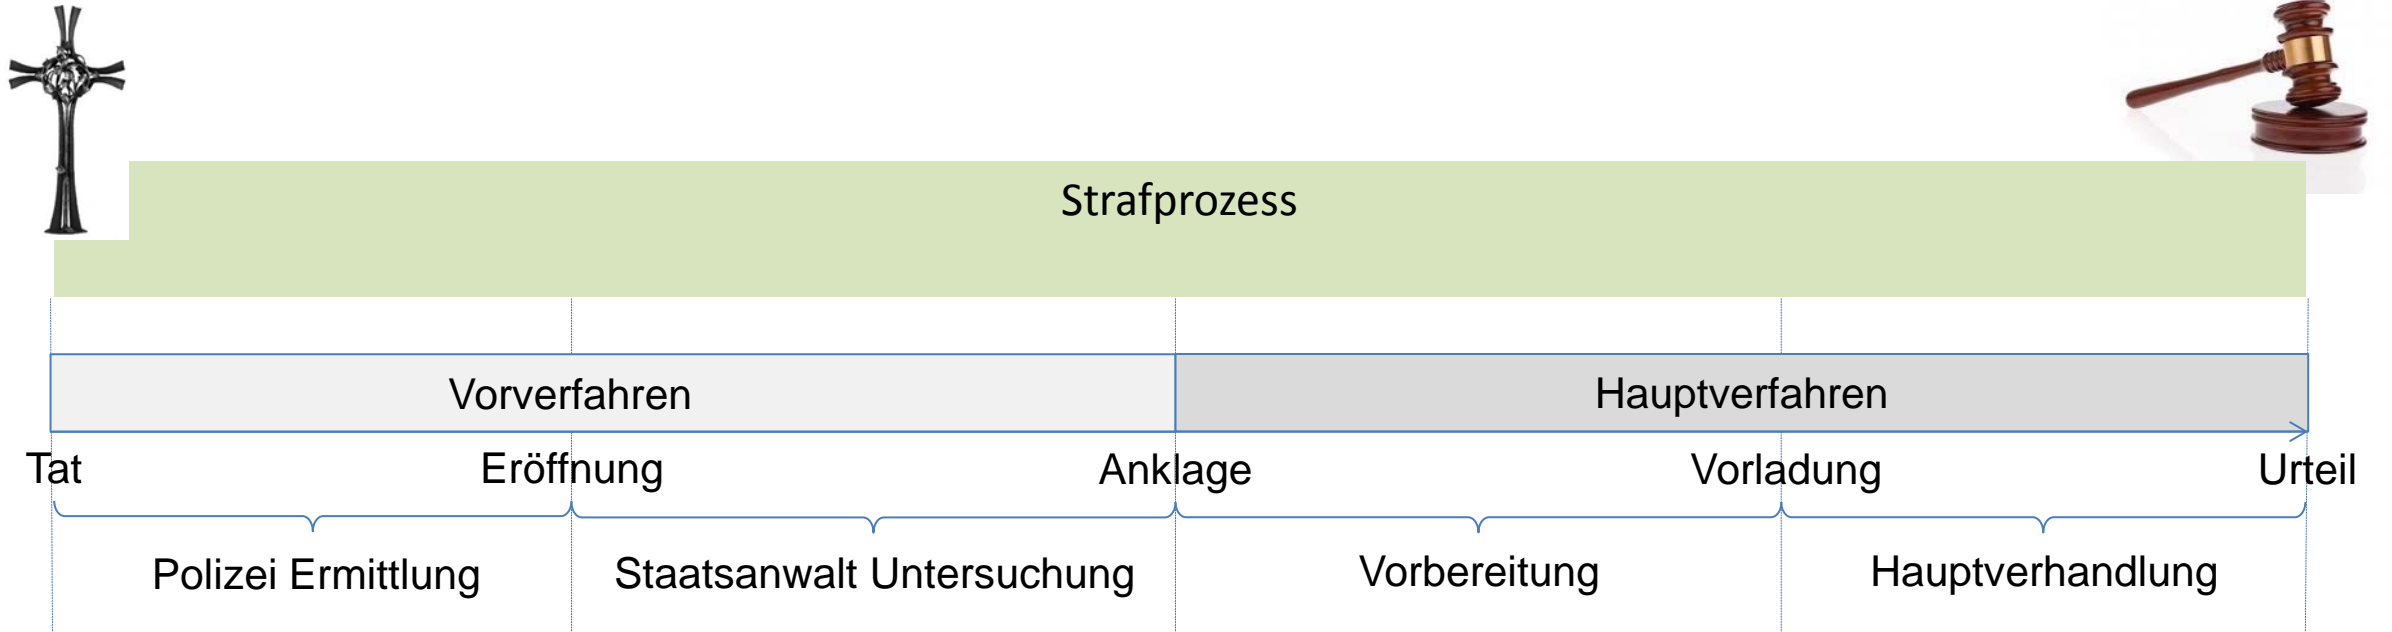 Strafprozess
Vorverfahren
Hauptverfahren
Tat
Eröffnung
Anklage
Vorladung
Urteil
Polizei Ermittlung
Staatsanwalt Untersuchung
Vorbereitung
Hauptverhandlung